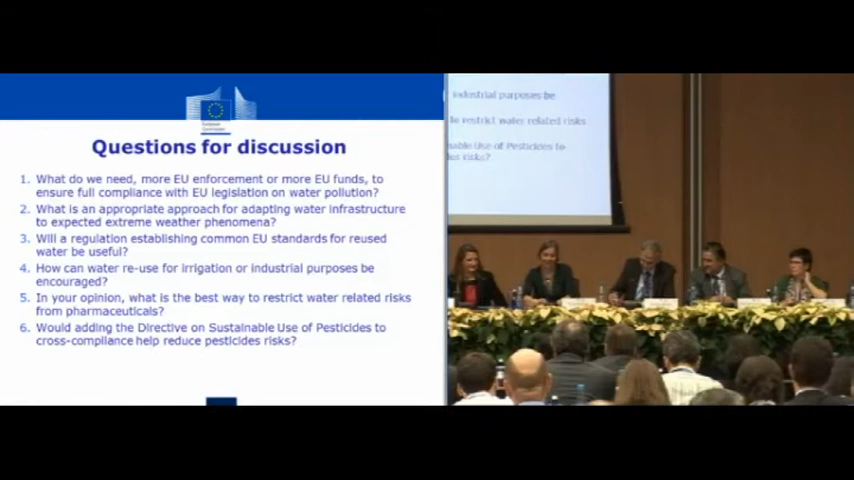 European
Commission
Questions for discussion
1. What do we need, more EU enforcement or more EU funds, to
ensure full compliance with EU legislation on water pollution?
2. What is an appropriate approach for adapting water infrastructure
to expected extreme weather phenomena?
3. Will a regulation establishing common EU standards for reused
water be useful?
4. How can water re-use for irrigation or industrial purposes be
encouraged?
5. In your opinion, what is the best way to restrict water related risks
from pharmaceuticals?
6. Would adding the Directive on Sustainable Use of Pesticides to
cross-compliance help reduce pesticides risks?
industrial purposes be
to restrict water related risks
nable Use of Pesticides to
risks?